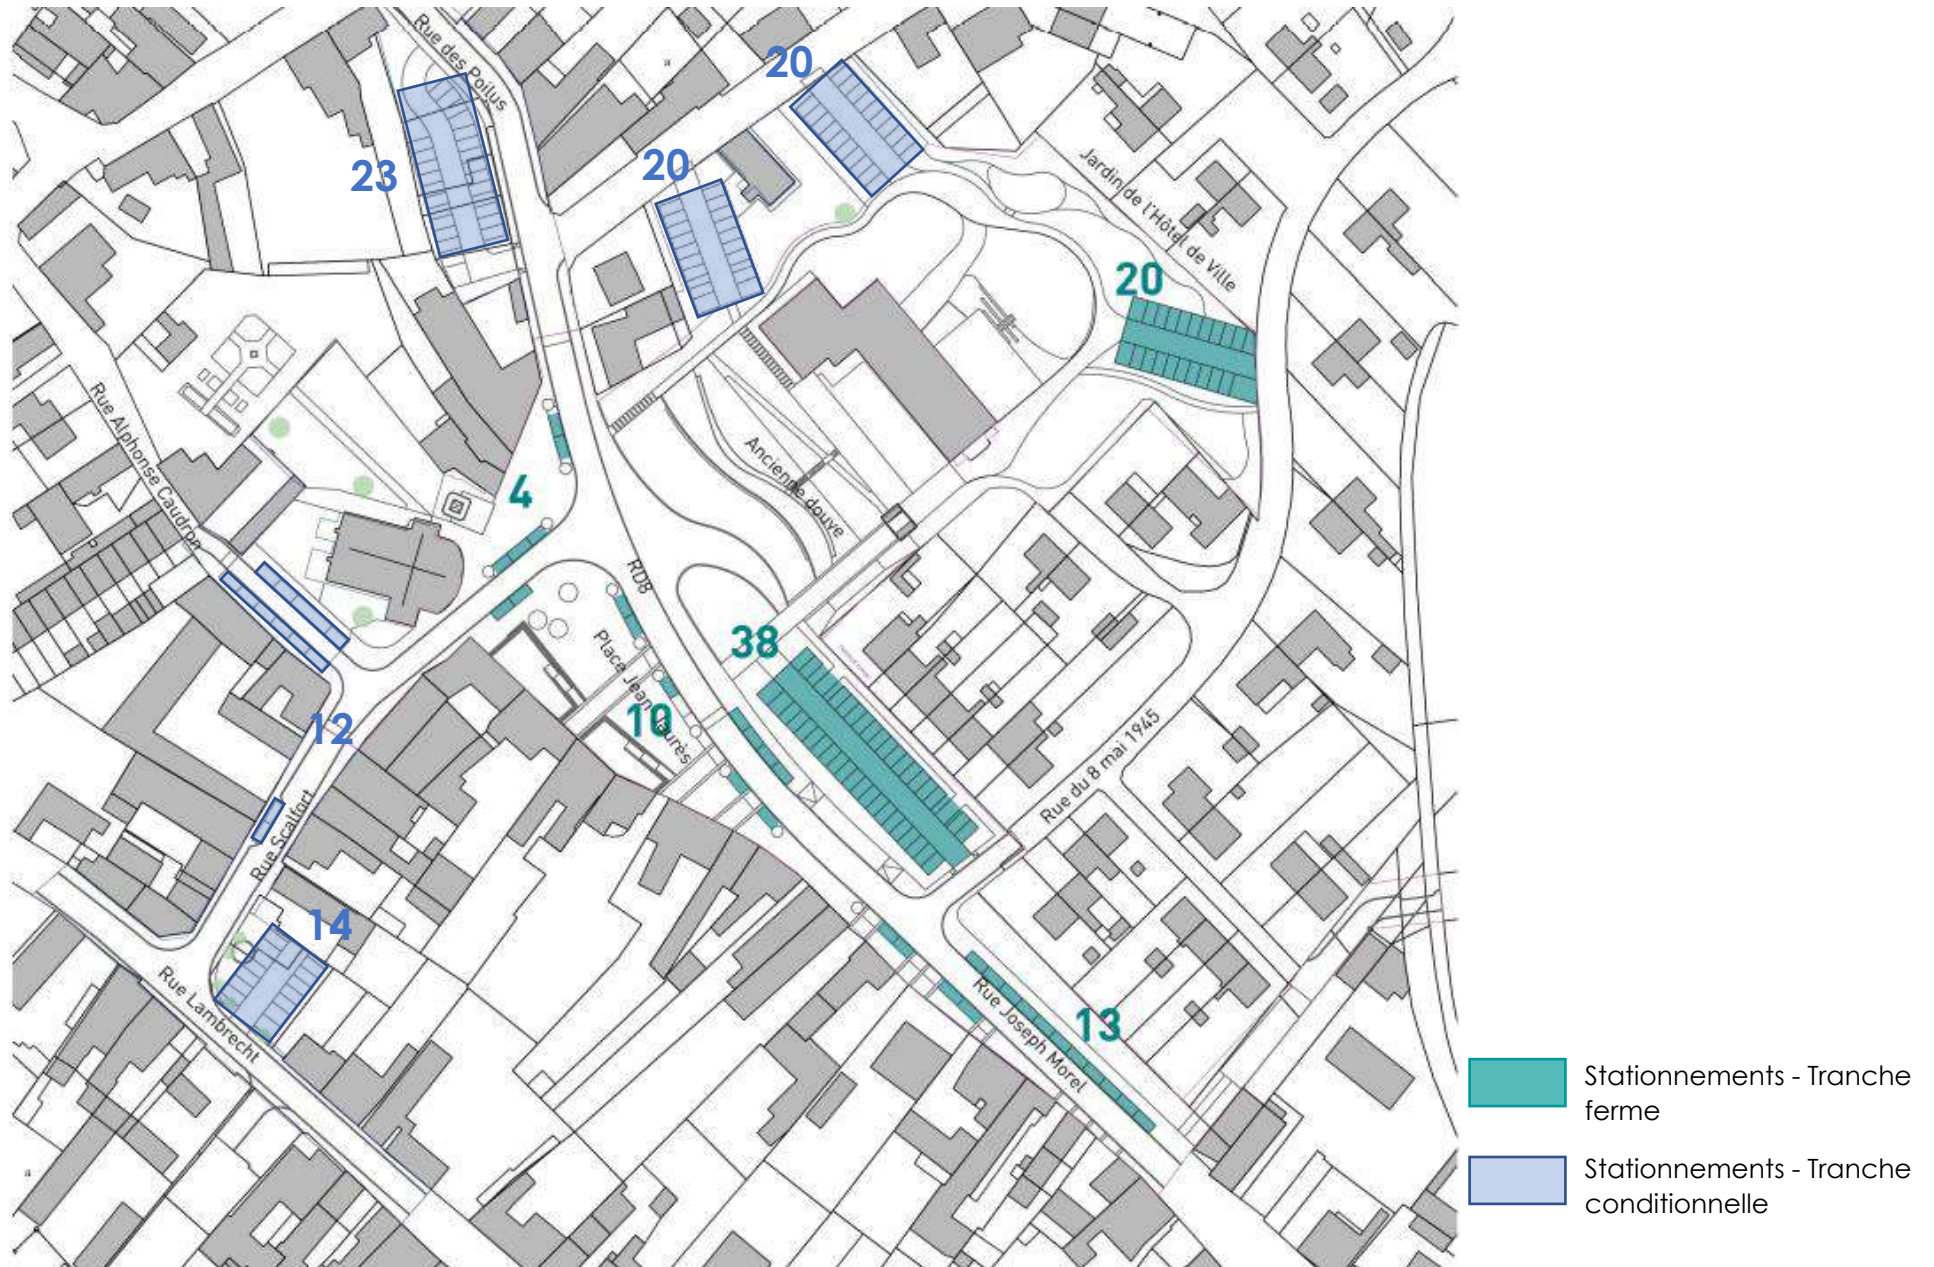 Rue des Poilus
20
20
23
Jardin de l'Hôtel de Ville
20
Rue Alphonse Caudron
Ancienne douve
4
RD8
38
Place Jean Jaurès
10
12
Rue du 8 mai 1945
Rue Scalfort
14
Rue Lambrecht
Rue Joseph Morel
13
Stationnements - Tranche
ferme
Stationnements - Tranche
conditionnelle